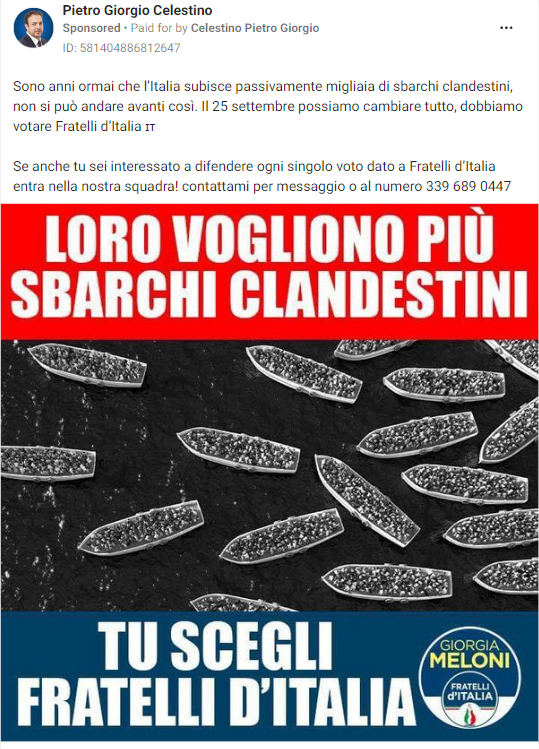 Pietro Giorgio Celestino
Sponsored • Paid for by Celestino Pietro Giorgio
ID: 581404886812647
Sono anni ormai che l’Italia subisce passivamente migliaia di sbarchi clandestini,
non si può andare avanti così. Il 25 settembre possiamo cambiare tutto, dobbiamo
votare Fratelli d’Italia IT
Se anche tu sei interessato a difendere ogni singolo voto dato a Fratelli d’Italia
entra nella nostra squadra! contattami per messaggio o al numero 339 689 0447
LORO VOGLIONO PIÙ
SBARCHI CLANDESTINI
TU SCEGLI
FRATELLI D'ITALIA
GIORGIA
MELONI
FRATELLI
d'ITALIA